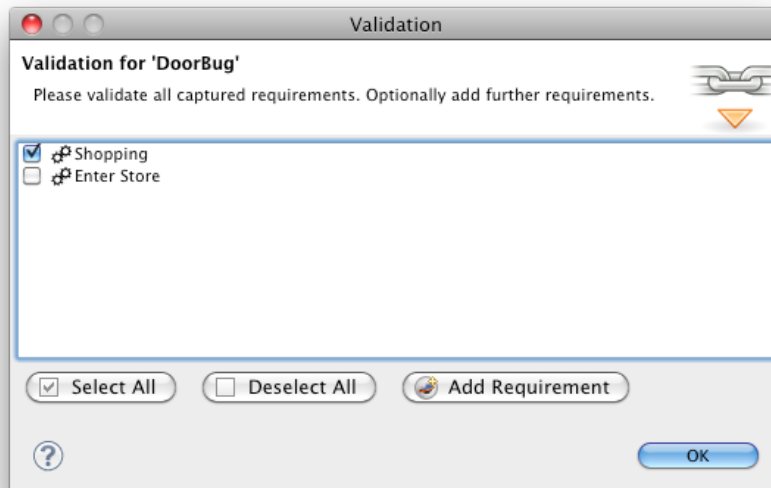 Validation
Validation for 'DoorBug'
Please validate all captured requirements. Optionally add further requirements.
Shopping
Enter Store
Select All
Deselect All
Add Requirement
?
OK